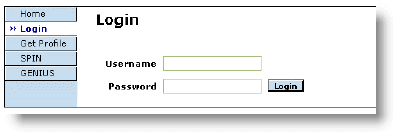 Home
» Login
Get Profile
SPIN
GENIUS
Login
Username
Password Login